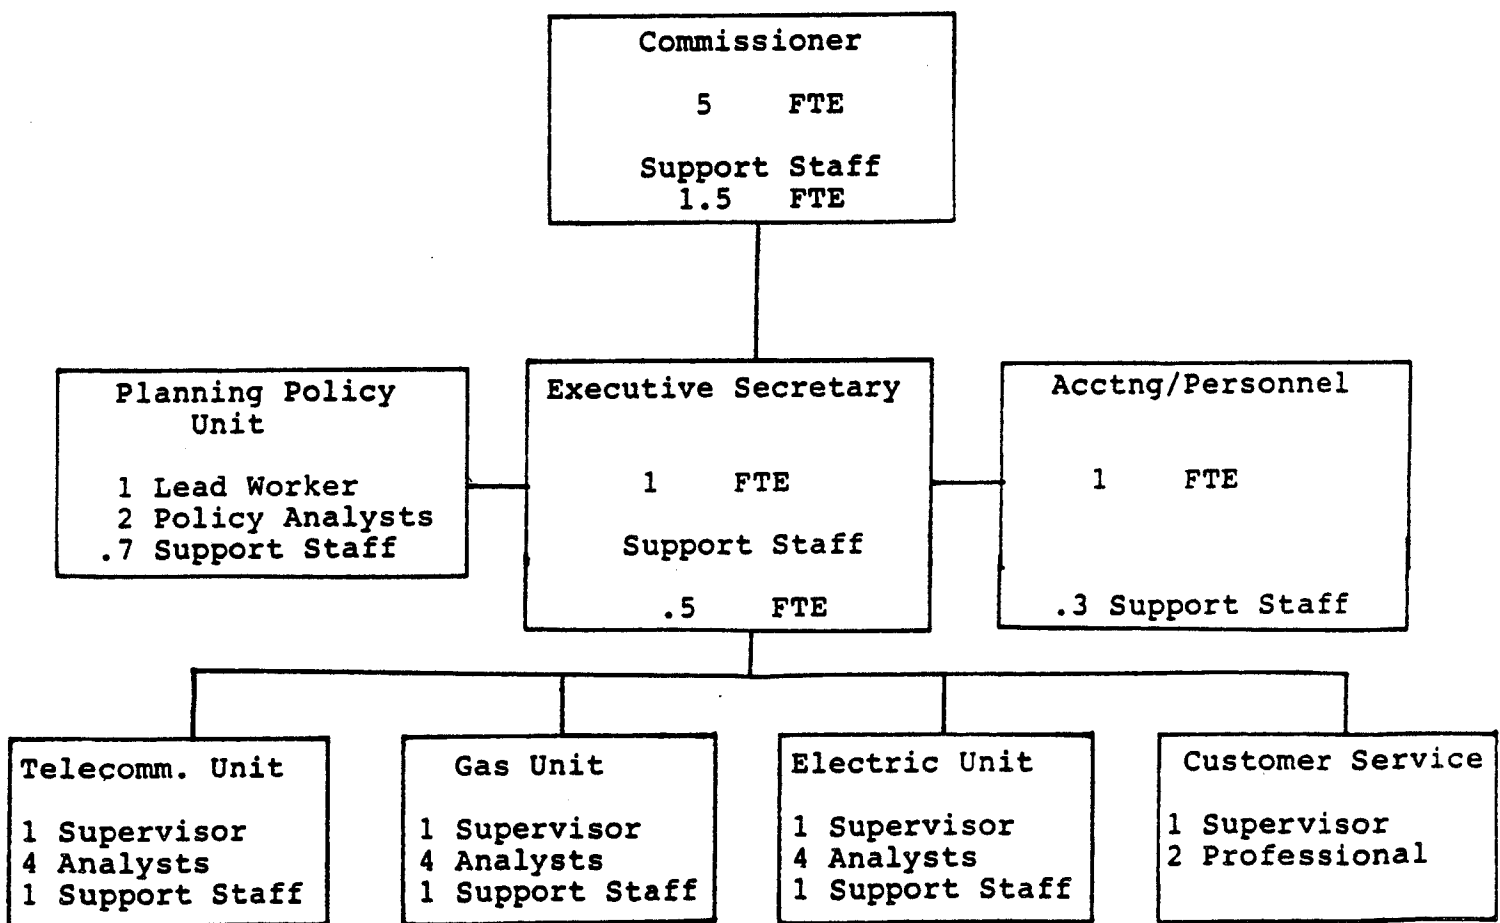 Commissioner
5 FTE
Support Staff
1.5 FTE
Planning Policy
Unit
1 Lead Worker
2 Policy Analysts
.7 Support Staff
Executive Secretary
1 FTE
Support Staff
.5 FTE
Acctng/Personnel
1 FTE
.3 Support Staff
Telecomm. Unit
1 Supervisor
4 Analysts
1 Support Staff
Gas Unit
1 Supervisor
4 Analysts
1 Support Staff
Electric Unit
1 Supervisor
4 Analysts
1 Support Staff
Customer Service
1 Supervisor
2 Professional